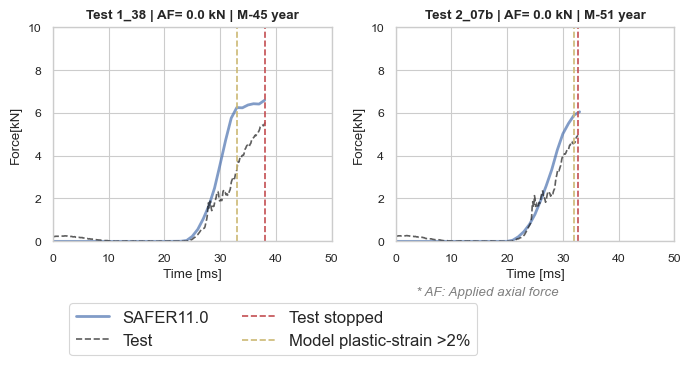 Test 1_38 | AF= 0.0 kN | M-45 year
10
8
6
4
2
0
Force[kN]
0 10 20 30 40 50
Time [ms]
Test 2_07b | AF= 0.0 kN | M-51 year
10
8
6
4
2
0
Force[kN]
0 10 20 30 40 50
Time [ms]
* AF: Applied axial force
SAFER11.0
Test
Test stopped
Model plastic-strain >2%